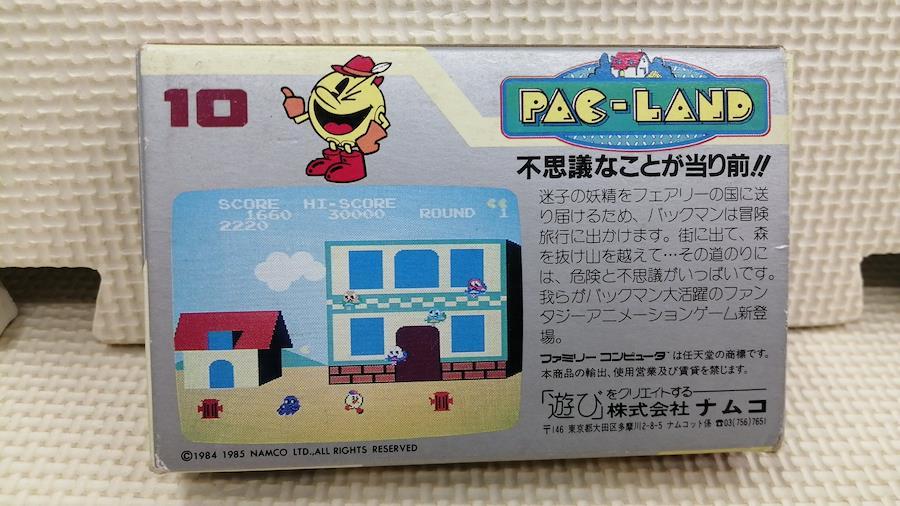 10
PAC-LAND
不思議なことが当り前!!
迷子の妖精をフェアリーの国に送
り届けるため、パックマンは冒険
旅行に出かけます。街に出て、森
を抜け山を越えて…その道のりに
は、危険と不思議がいっぱいです。
我らがパックマン大活躍のファン
タジーアニメーションゲーム新登
場。
SCORE HI-SCORE
1660 30000 ROUND 1
2220
ファミリー コンピュータ は任天堂の商標です。
本商品の輸出、使用営業及び賃貸を禁じます。
「遊び」をクリエイトする
株式会社 ナムコ
〒146 東京都大田区多摩川2-8-5 ナムコット係 ☎03(756)7651
©1984 1985 NAMCO LTD.,ALL RIGHTS RESERVED